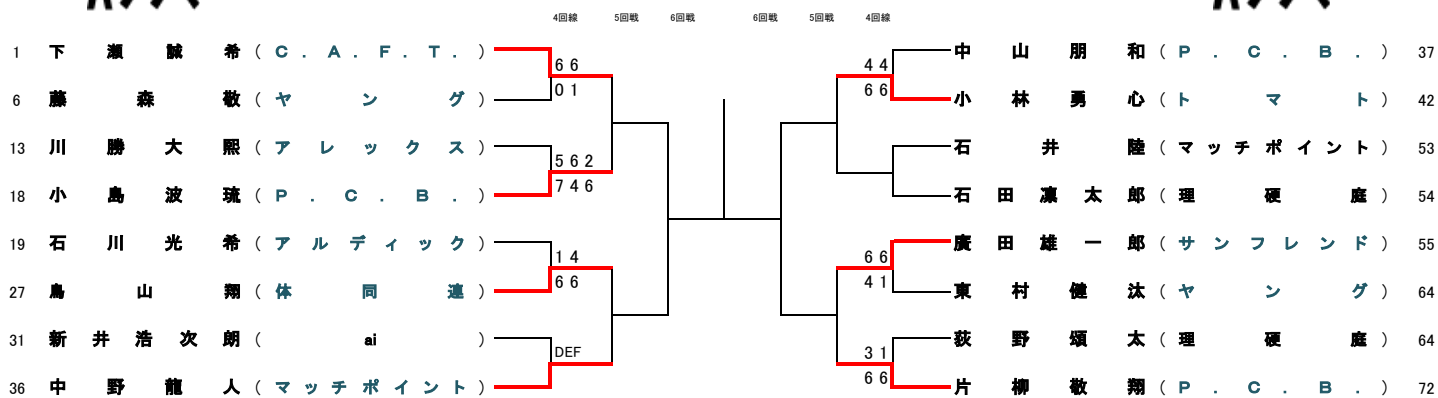 4回線 5回戦 6回戦 6回戦 5回戦 4回線
1 下瀬誠希 ( C.A.F.T. ) 中山朋和 ( P.C.B. ) 37
6 6 4 4
0 1 6 6
6 藤森敬 ( ヤング ) 小林勇心 ( トマト ) 42
13 川勝大熙 ( アレックス ) 石井陸 ( マッチポイント ) 53
5 6 2
7 4 6
18 小島波琉 ( P.C.B. ) 石田凛太郎 ( 理硬庭 ) 54
19 石川光希 ( アルディック ) 廣田雄一郎 ( サンフレンド ) 55
1 4 6 6
6 6 4 1
27 鳥山翔 ( 体同連 ) 東村健汰 ( ヤング ) 64
31 新井浩次朗 ( ai ) 荻野頌太 ( 理硬庭 ) 64
DEF 3 1
6 6
36 中野龍人 ( マッチポイント ) 片柳敬翔 ( P.C.B. ) 72